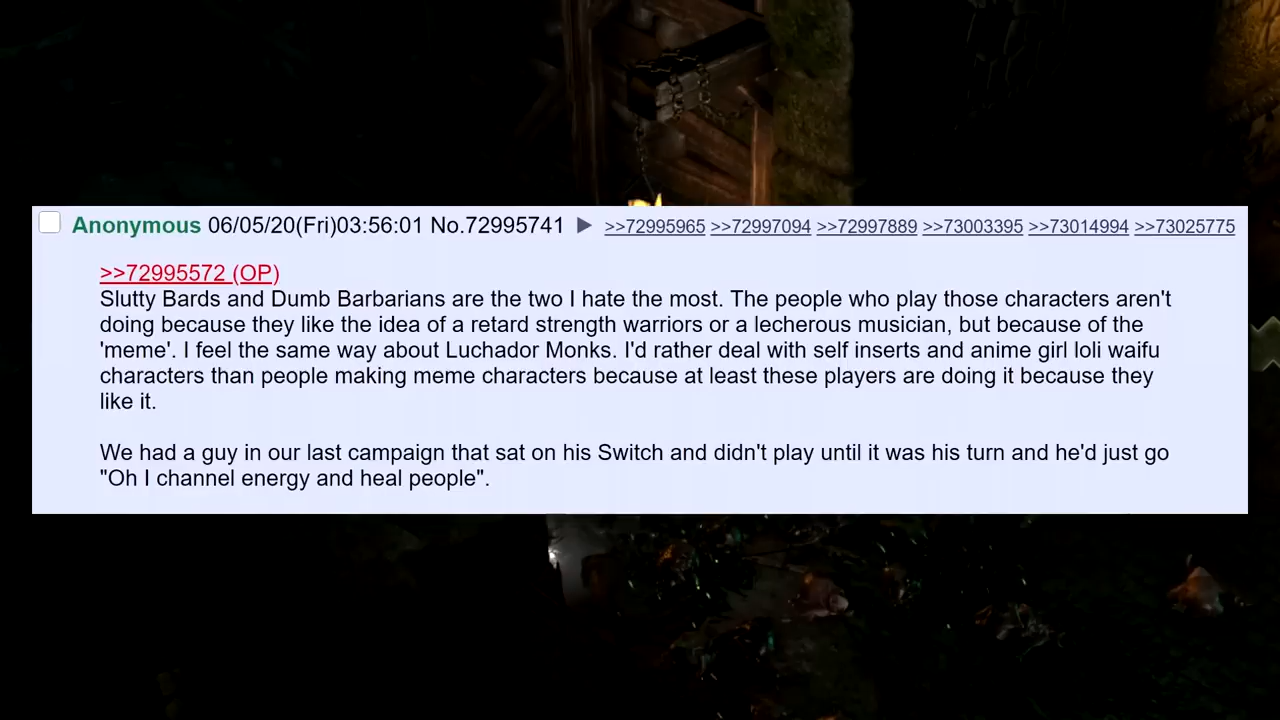 Anonymous 06/05/20(Fri)03:56:01 No.72995741 ▶ >>72995965 >>72997094 >>72997889 >>73003395 >>73014994 >>73025775
>>72995572 (OP)
Slutty Bards and Dumb Barbarians are the two I hate the most. The people who play those characters aren't
doing because they like the idea of a retard strength warriors or a lecherous musician, but because of the
'meme'. I feel the same way about Luchador Monks. I'd rather deal with self inserts and anime girl loli waifu
characters than people making meme characters because at least these players are doing it because they
like it.
We had a guy in our last campaign that sat on his Switch and didn't play until it was his turn and he'd just go
"Oh I channel energy and heal people".